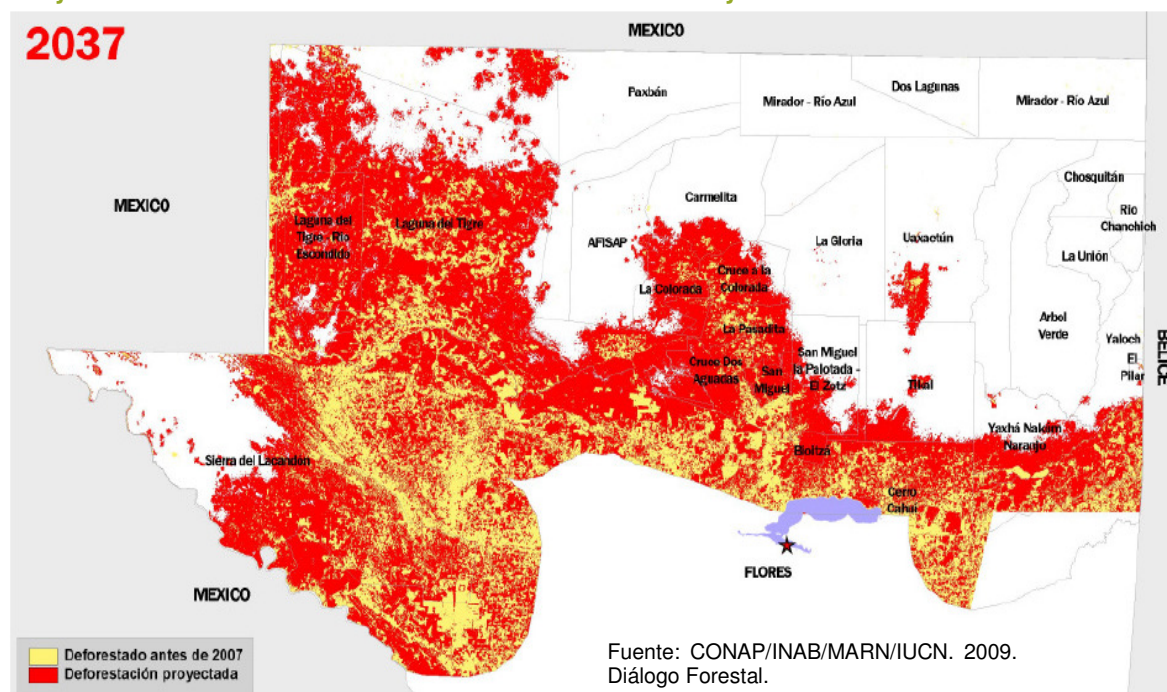 2037
MEXICO
Paxbán
Mirador - Río Azul
Dos Lagunas
Mirador - Río Azul
MEXICO
Carmelita
Chosquitán
Río
Chanchich
Laguna del
Tigre - Río
Escondido
Laguna del Tigre
AFISAP
La Gloria
Uaxactún
La Unión
La Colorada
Cruce a la
Colorada
Arbol
Verde
La Pasadita
Yaloch
El
Pilar
BELICE
Cruce Dos
Aguadas
San
Miguel
San Miguel
la Palotada -
El Zotz
Tikal
Yaxhá Nakúm
Naranjo
Sierra del Lacandón
Bioitzá
Cerro
Cahuí
FLORES
MEXICO
Deforestado antes de 2007
Deforestación proyectada
Fuente: CONAP/INAB/MARN/IUCN. 2009.
Diálogo Forestal.